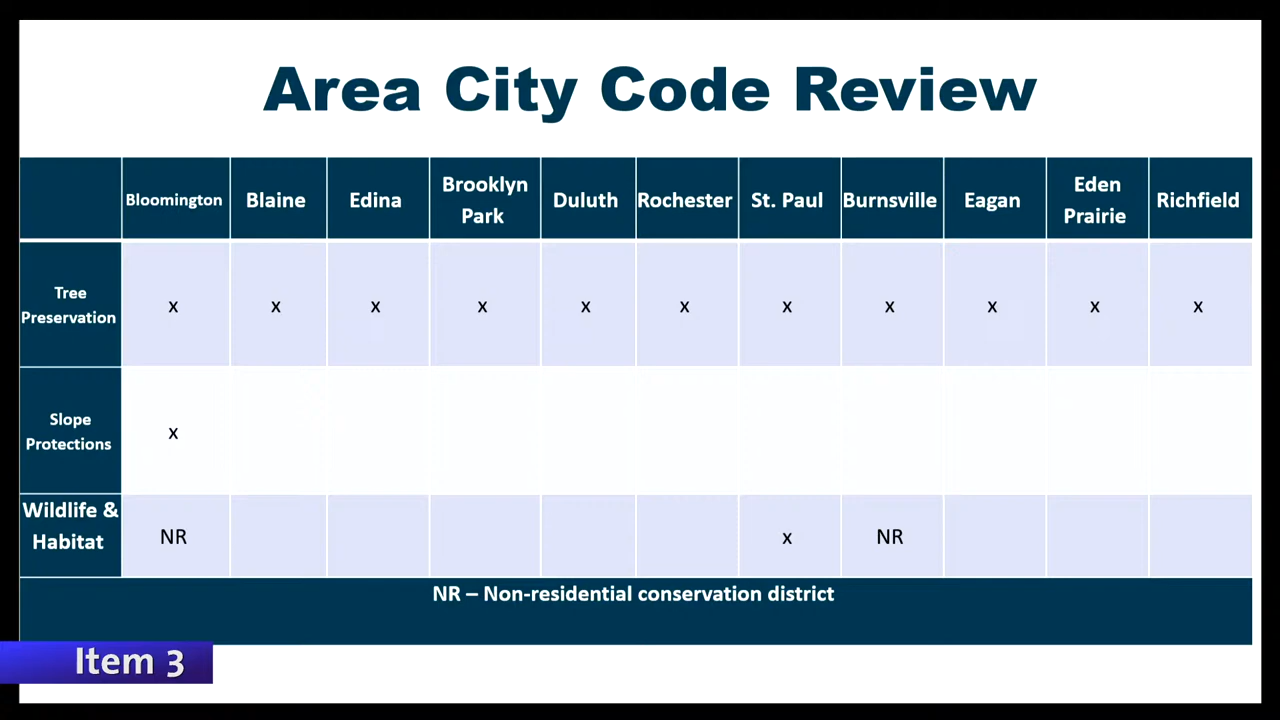 Area City Code Review
Bloomington Blaine Edina Brooklyn Park Duluth Rochester St. Paul Burnsville Eagan Eden Prairie Richfield
Tree Preservation x x x x x x x x x x x
Slope Protections x
Wildlife & Habitat NR x NR
NR – Non-residential conservation district
Item 3